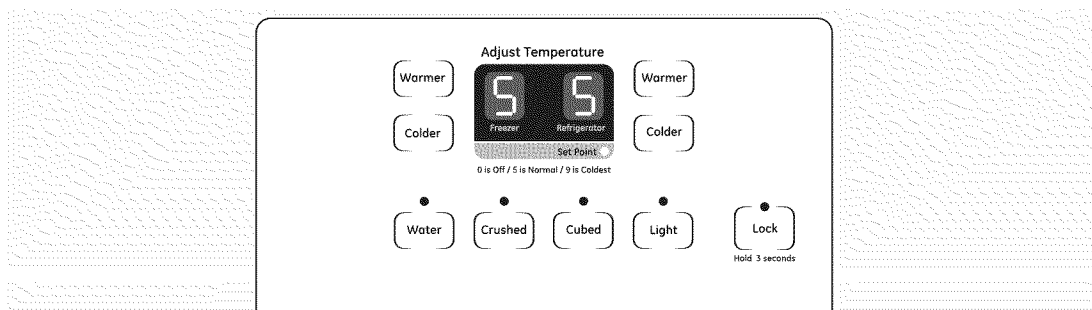 Adjust Temperature
Warmer
5 5
Warmer
Freezer Refrigerator
Colder
Colder
Set Point
0 is Off / 5 is Normal / 9 is Coldest
Water Crushed Cubed Light Lock
Hold 3 seconds